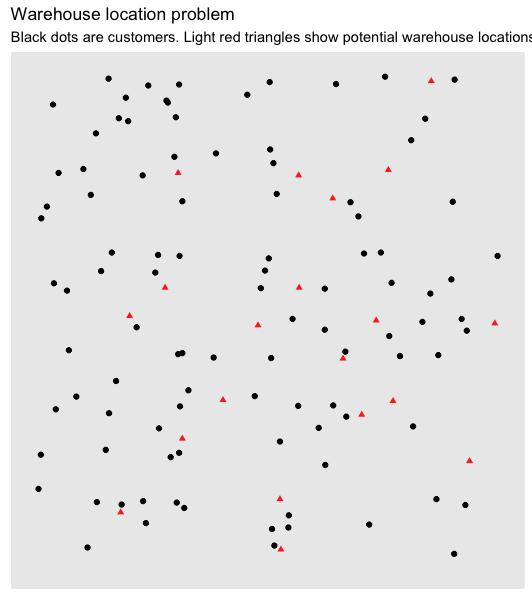 Warehouse location problem
Black dots are customers. Light red triangles show potential warehouse locations